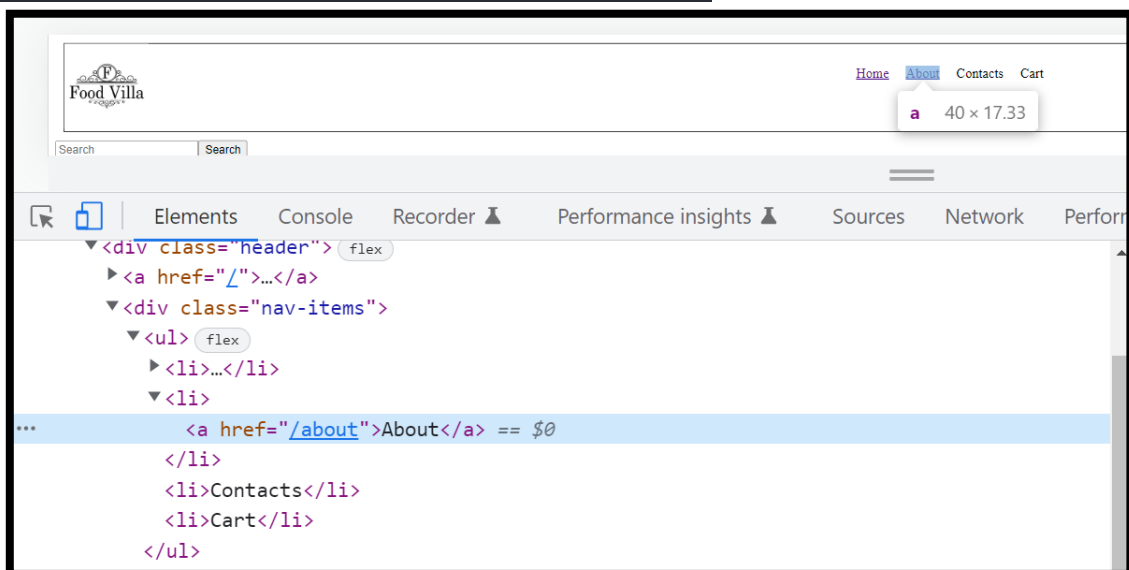 F
Food Villa
Home About Contacts Cart
a 40 × 17.33
Search Search
Elements Console Recorder Performance insights Sources Network Perforr
▼<div class="header"> flex
▶<a href="/">…</a>
▼<div class="nav-items">
▼<ul> flex
▶<li>…</li>
▼<li>
... <a href="/about">About</a> == $0
</li>
<li>Contacts</li>
<li>Cart</li>
</ul>